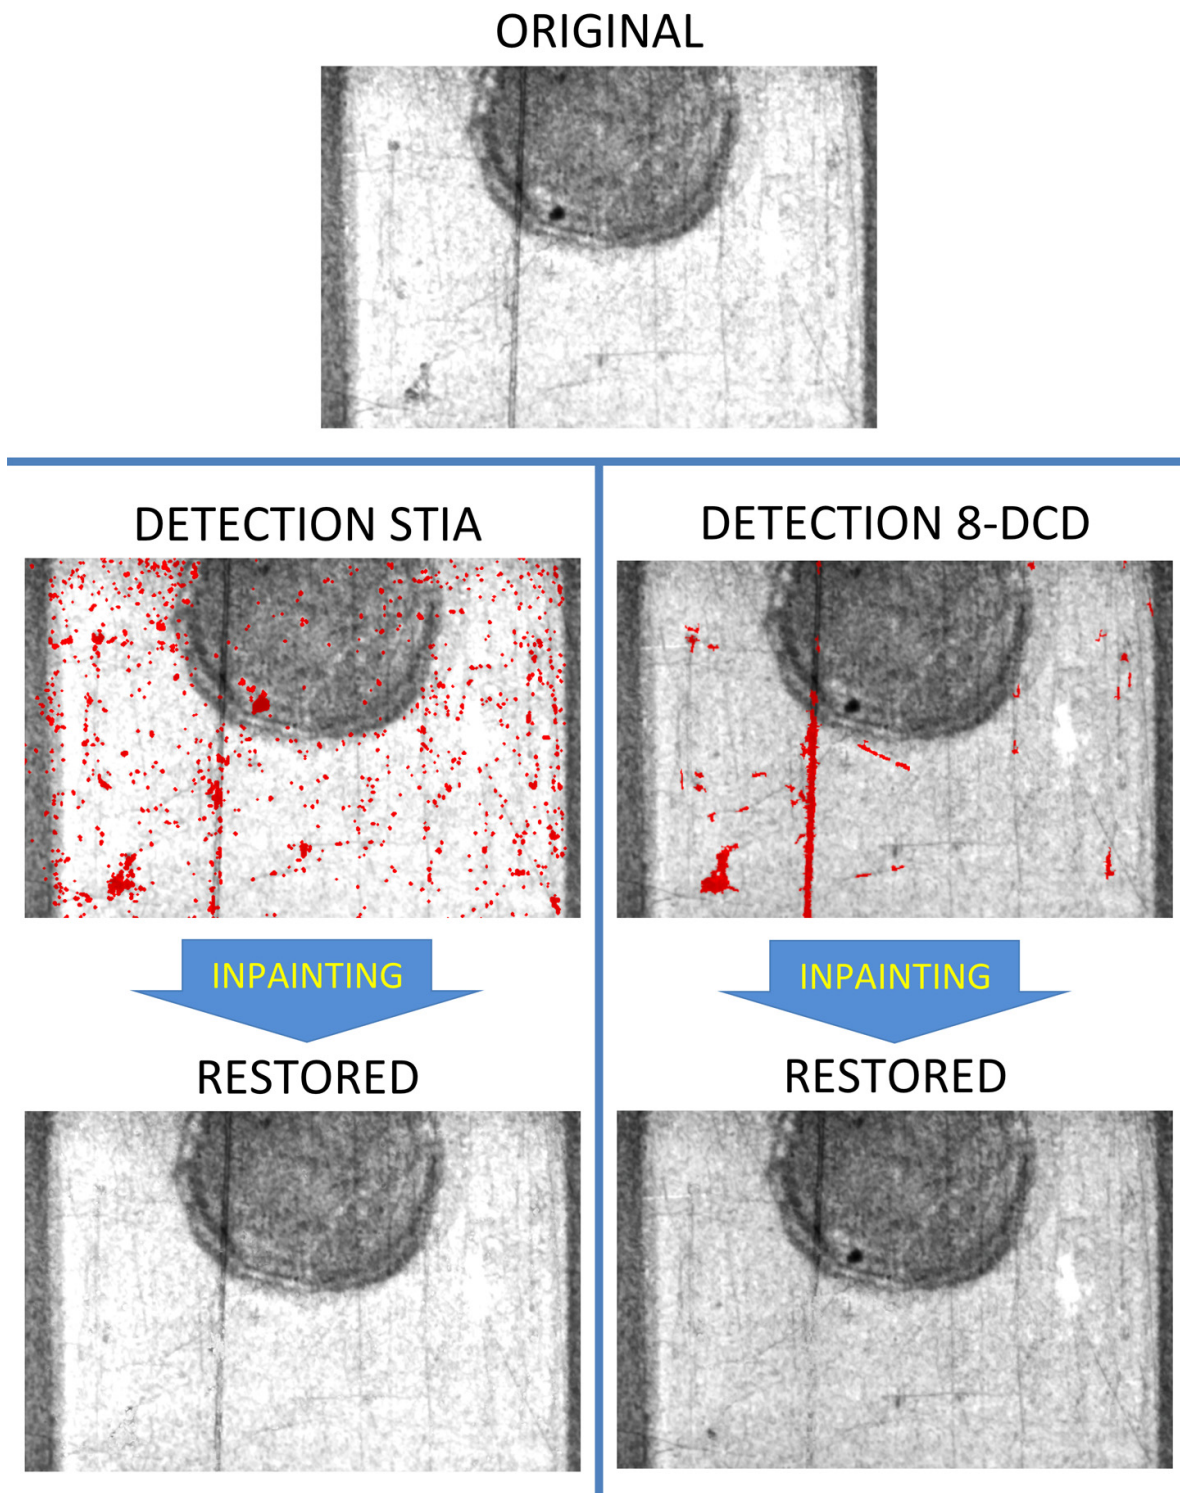 ORIGINAL
DETECTION STIA
DETECTION 8-DCD
INPAINTING
INPAINTING
RESTORED
RESTORED